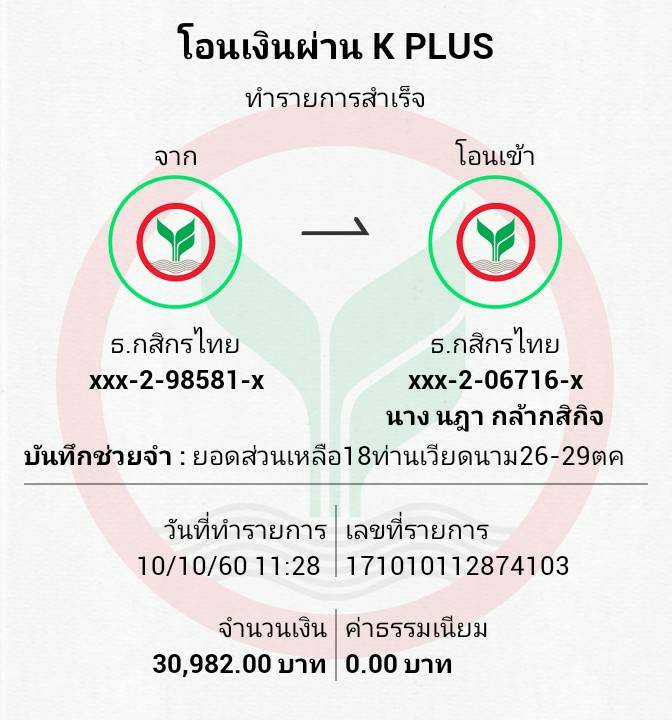 โอนเงินผ่าน K PLUS
ทำรายการสำเร็จ
จาก
โอนเข้า
ธ.กสิกรไทย
xxx-2-98581-x
ธ.กสิกรไทย
xxx-2-06716-x
นาง นฎา กล้ากสิกิจ
บันทึกช่วยจำ : ยอดส่วนเหลือ18ท่านเวียดนาม26-29ตค
วันที่ทำรายการ
10/10/60 11:28
เลขที่รายการ
171010112874103
จำนวนเงิน
30,982.00 บาท
ค่าธรรมเนียม
0.00 บาท